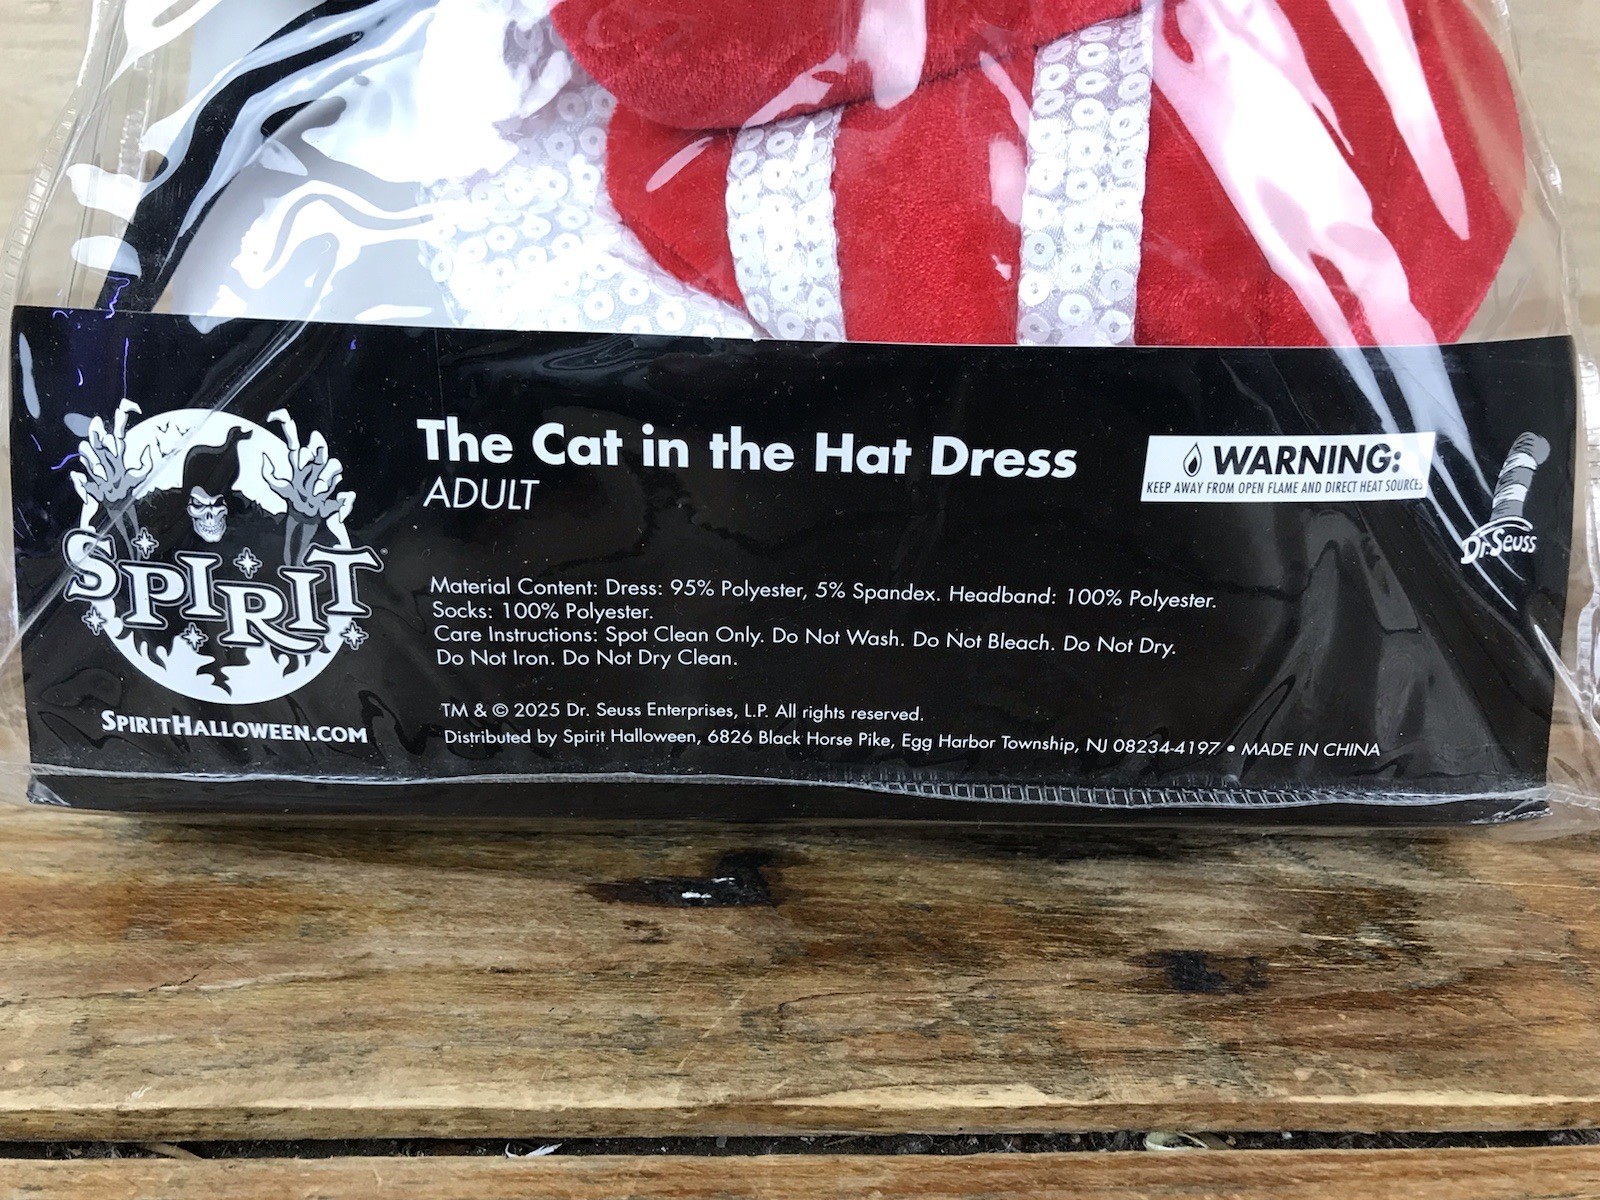 The Cat in the Hat Dress
ADULT
WARNING:
KEEP AWAY FROM OPEN FLAME AND DIRECT HEAT SOURCES
Dr. Seuss
SPIRIT
SPIRITHALLOWEEN.COM
Material Content: Dress: 95% Polyester, 5% Spandex. Headband: 100% Polyester.
Socks: 100% Polyester.
Care Instructions: Spot Clean Only. Do Not Wash. Do Not Bleach. Do Not Dry.
Do Not Iron. Do Not Dry Clean.
TM & © 2025 Dr. Seuss Enterprises, L.P. All rights reserved.
Distributed by Spirit Halloween, 6826 Black Horse Pike, Egg Harbor Township, NJ 08234-4197 • MADE IN CHINA